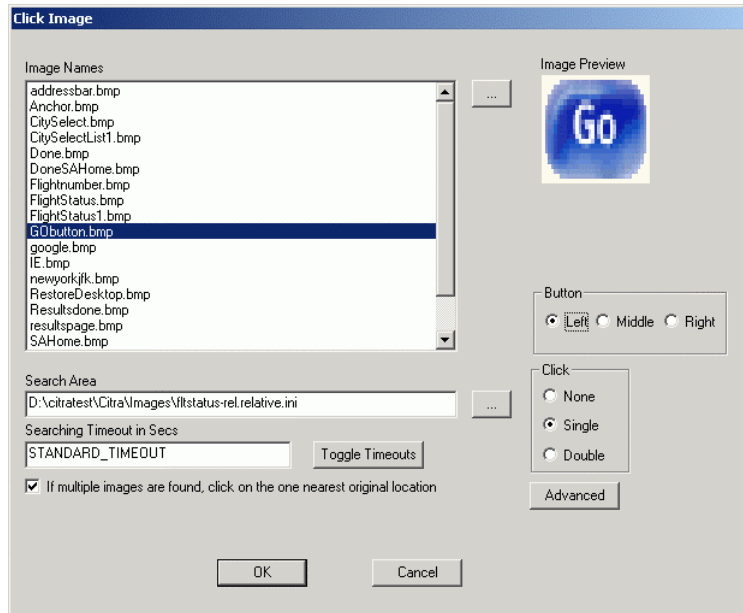 Click Image
Image Names
addressbar.bmp
Anchor.bmp
CitySelect.bmp
CitySelectList1.bmp
Done.bmp
DoneSAHome.bmp
Flightnumber.bmp
FlightStatus.bmp
FlightStatus1.bmp
GObutton.bmp
google.bmp
IE.bmp
newyorkjfk.bmp
RestoreDesktop.bmp
Resultsdone.bmp
resultspage.bmp
SAHome.bmp
...
Image Preview
Go
Button
Left Middle Right
Search Area
D:\citratest\Citra\Images\fltstatus-rel.relative.ini
...
Searching Timeout in Secs
STANDARD_TIMEOUT
Toggle Timeouts
If multiple images are found, click on the one nearest original location
Click
None
Single
Double
Advanced
OK
Cancel